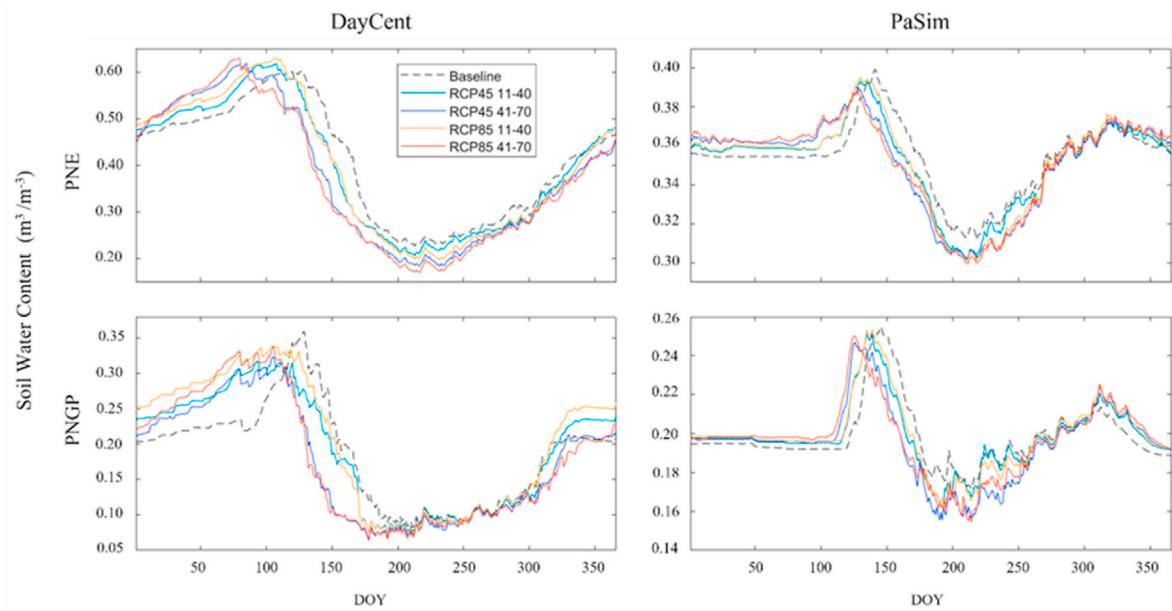 DayCent PaSim
Soil Water Content (m³/m⁻³)
PNE
0.60
0.50
0.40
0.30
0.20
Baseline
RCP45 11-40
RCP45 41-70
RCP85 11-40
RCP85 41-70
0.40
0.38
0.36
0.34
0.32
0.30
PNGP
0.35
0.30
0.25
0.20
0.15
0.10
0.05
50 100 150 200 250 300 350
DOY
0.26
0.24
0.22
0.20
0.18
0.16
0.14
50 100 150 200 250 300 350
DOY